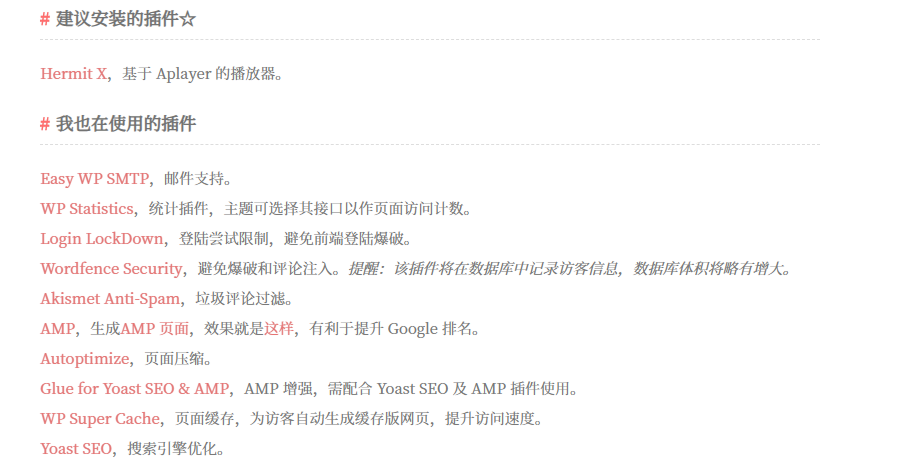 # 建议安装的插件☆
Hermit X，基于 Aplayer 的播放器。
# 我也在使用的插件
Easy WP SMTP，邮件支持。
WP Statistics，统计插件，主题可选择其接口以作页面访问计数。
Login LockDown，登陆尝试限制，避免前端登陆爆破。
Wordfence Security，避免爆破和评论注入。提醒：该插件将在数据库中记录访客信息，数据库体积将略有增大。
Akismet Anti-Spam，垃圾评论过滤。
AMP，生成AMP 页面，效果就是这样，有利于提升 Google 排名。
Autoptimize，页面压缩。
Glue for Yoast SEO & AMP，AMP 增强，需配合 Yoast SEO 及 AMP 插件使用。
WP Super Cache，页面缓存，为访客自动生成缓存版网页，提升访问速度。
Yoast SEO，搜索引擎优化。